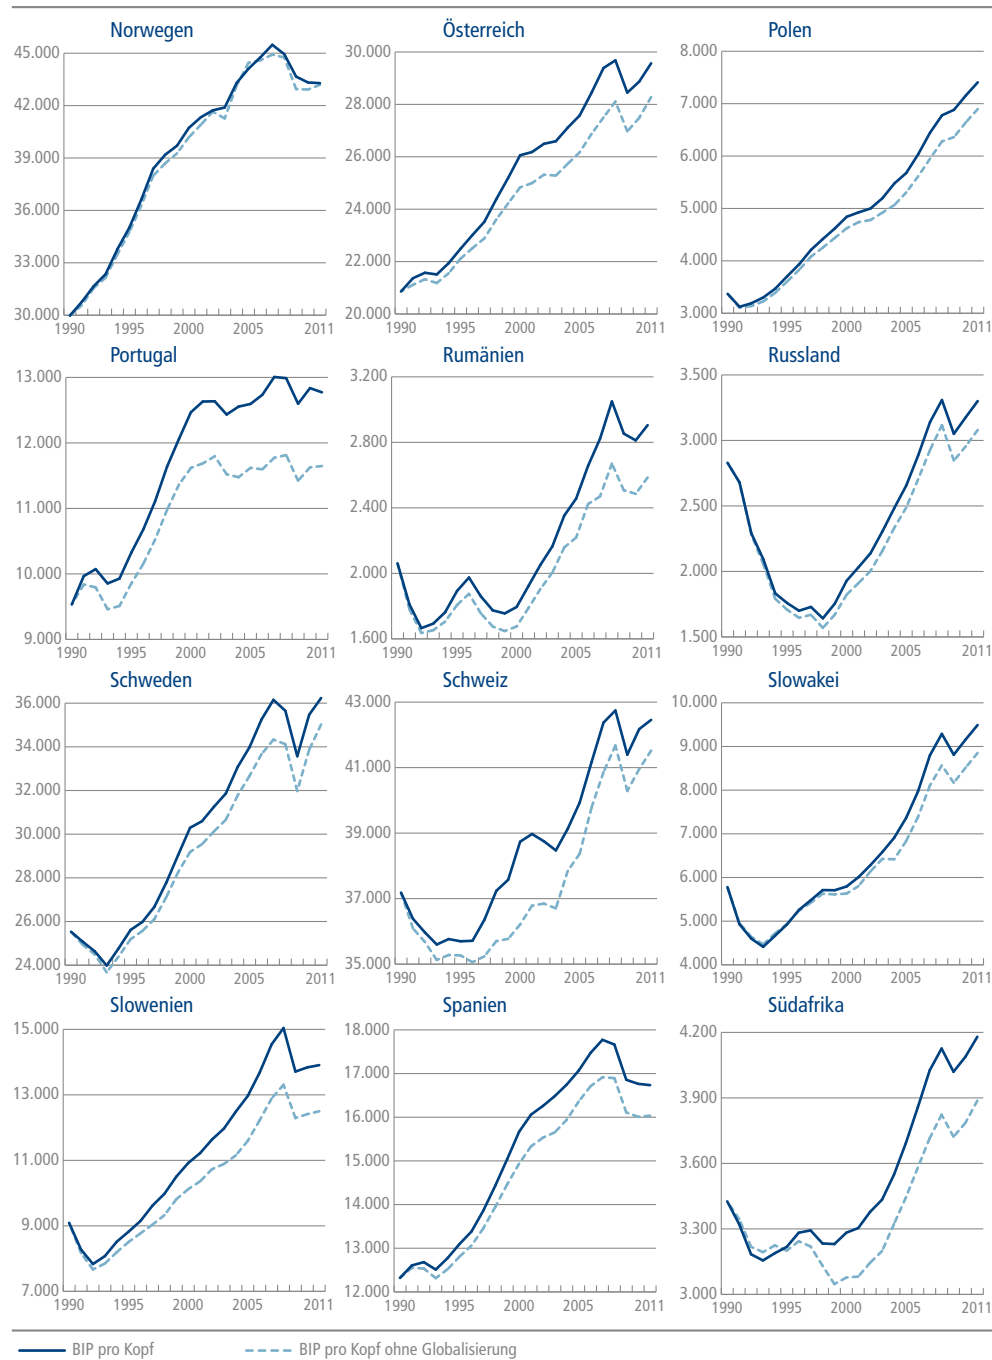 Norwegen
45.000
42.000
39.000
36.000
33.000
30.000
1990 1995 2000 2005 2011
Österreich
30.000
28.000
26.000
24.000
22.000
20.000
1990 1995 2000 2005 2011
Polen
8.000
7.000
6.000
5.000
4.000
3.000
1990 1995 2000 2005 2011
Portugal
13.000
12.000
11.000
10.000
9.000
1990 1995 2000 2005 2011
Rumänien
3.200
2.800
2.400
2.000
1.600
1990 1995 2000 2005 2011
Russland
3.500
3.000
2.500
2.000
1.500
1990 1995 2000 2005 2011
Schweden
36.000
34.000
32.000
30.000
28.000
26.000
24.000
1990 1995 2000 2005 2011
Schweiz
43.000
41.000
39.000
37.000
35.000
1990 1995 2000 2005 2011
Slowakei
10.000
9.000
8.000
7.000
6.000
5.000
4.000
1990 1995 2000 2005 2011
Slowenien
15.000
13.000
11.000
9.000
7.000
1990 1995 2000 2005 2011
Spanien
18.000
17.000
16.000
15.000
14.000
13.000
12.000
1990 1995 2000 2005 2011
Südafrika
4.200
3.900
3.600
3.300
3.000
1990 1995 2000 2005 2011
BIP pro Kopf
BIP pro Kopf ohne Globalisierung